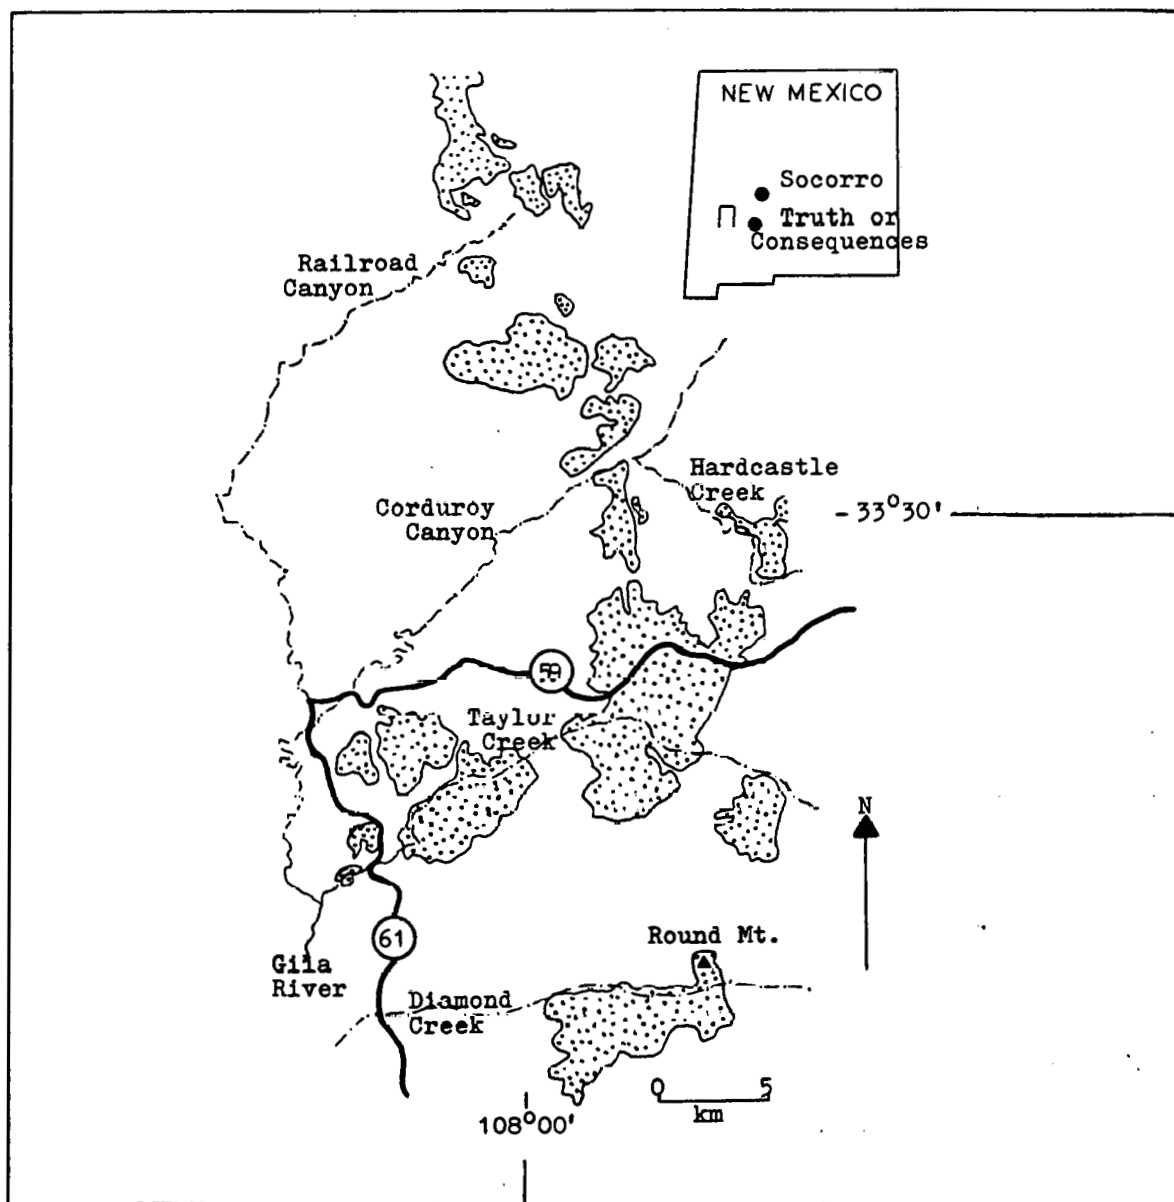 NEW MEXICO
Socorro
Truth or
Consequences
Railroad
Canyon
Hardcastle
Creek
Corduroy
Canyon
33°30'
59
Taylor
Creek
N
Round Mt.
61
Gila
River
Diamond
Creek
0 5
km
108°00'